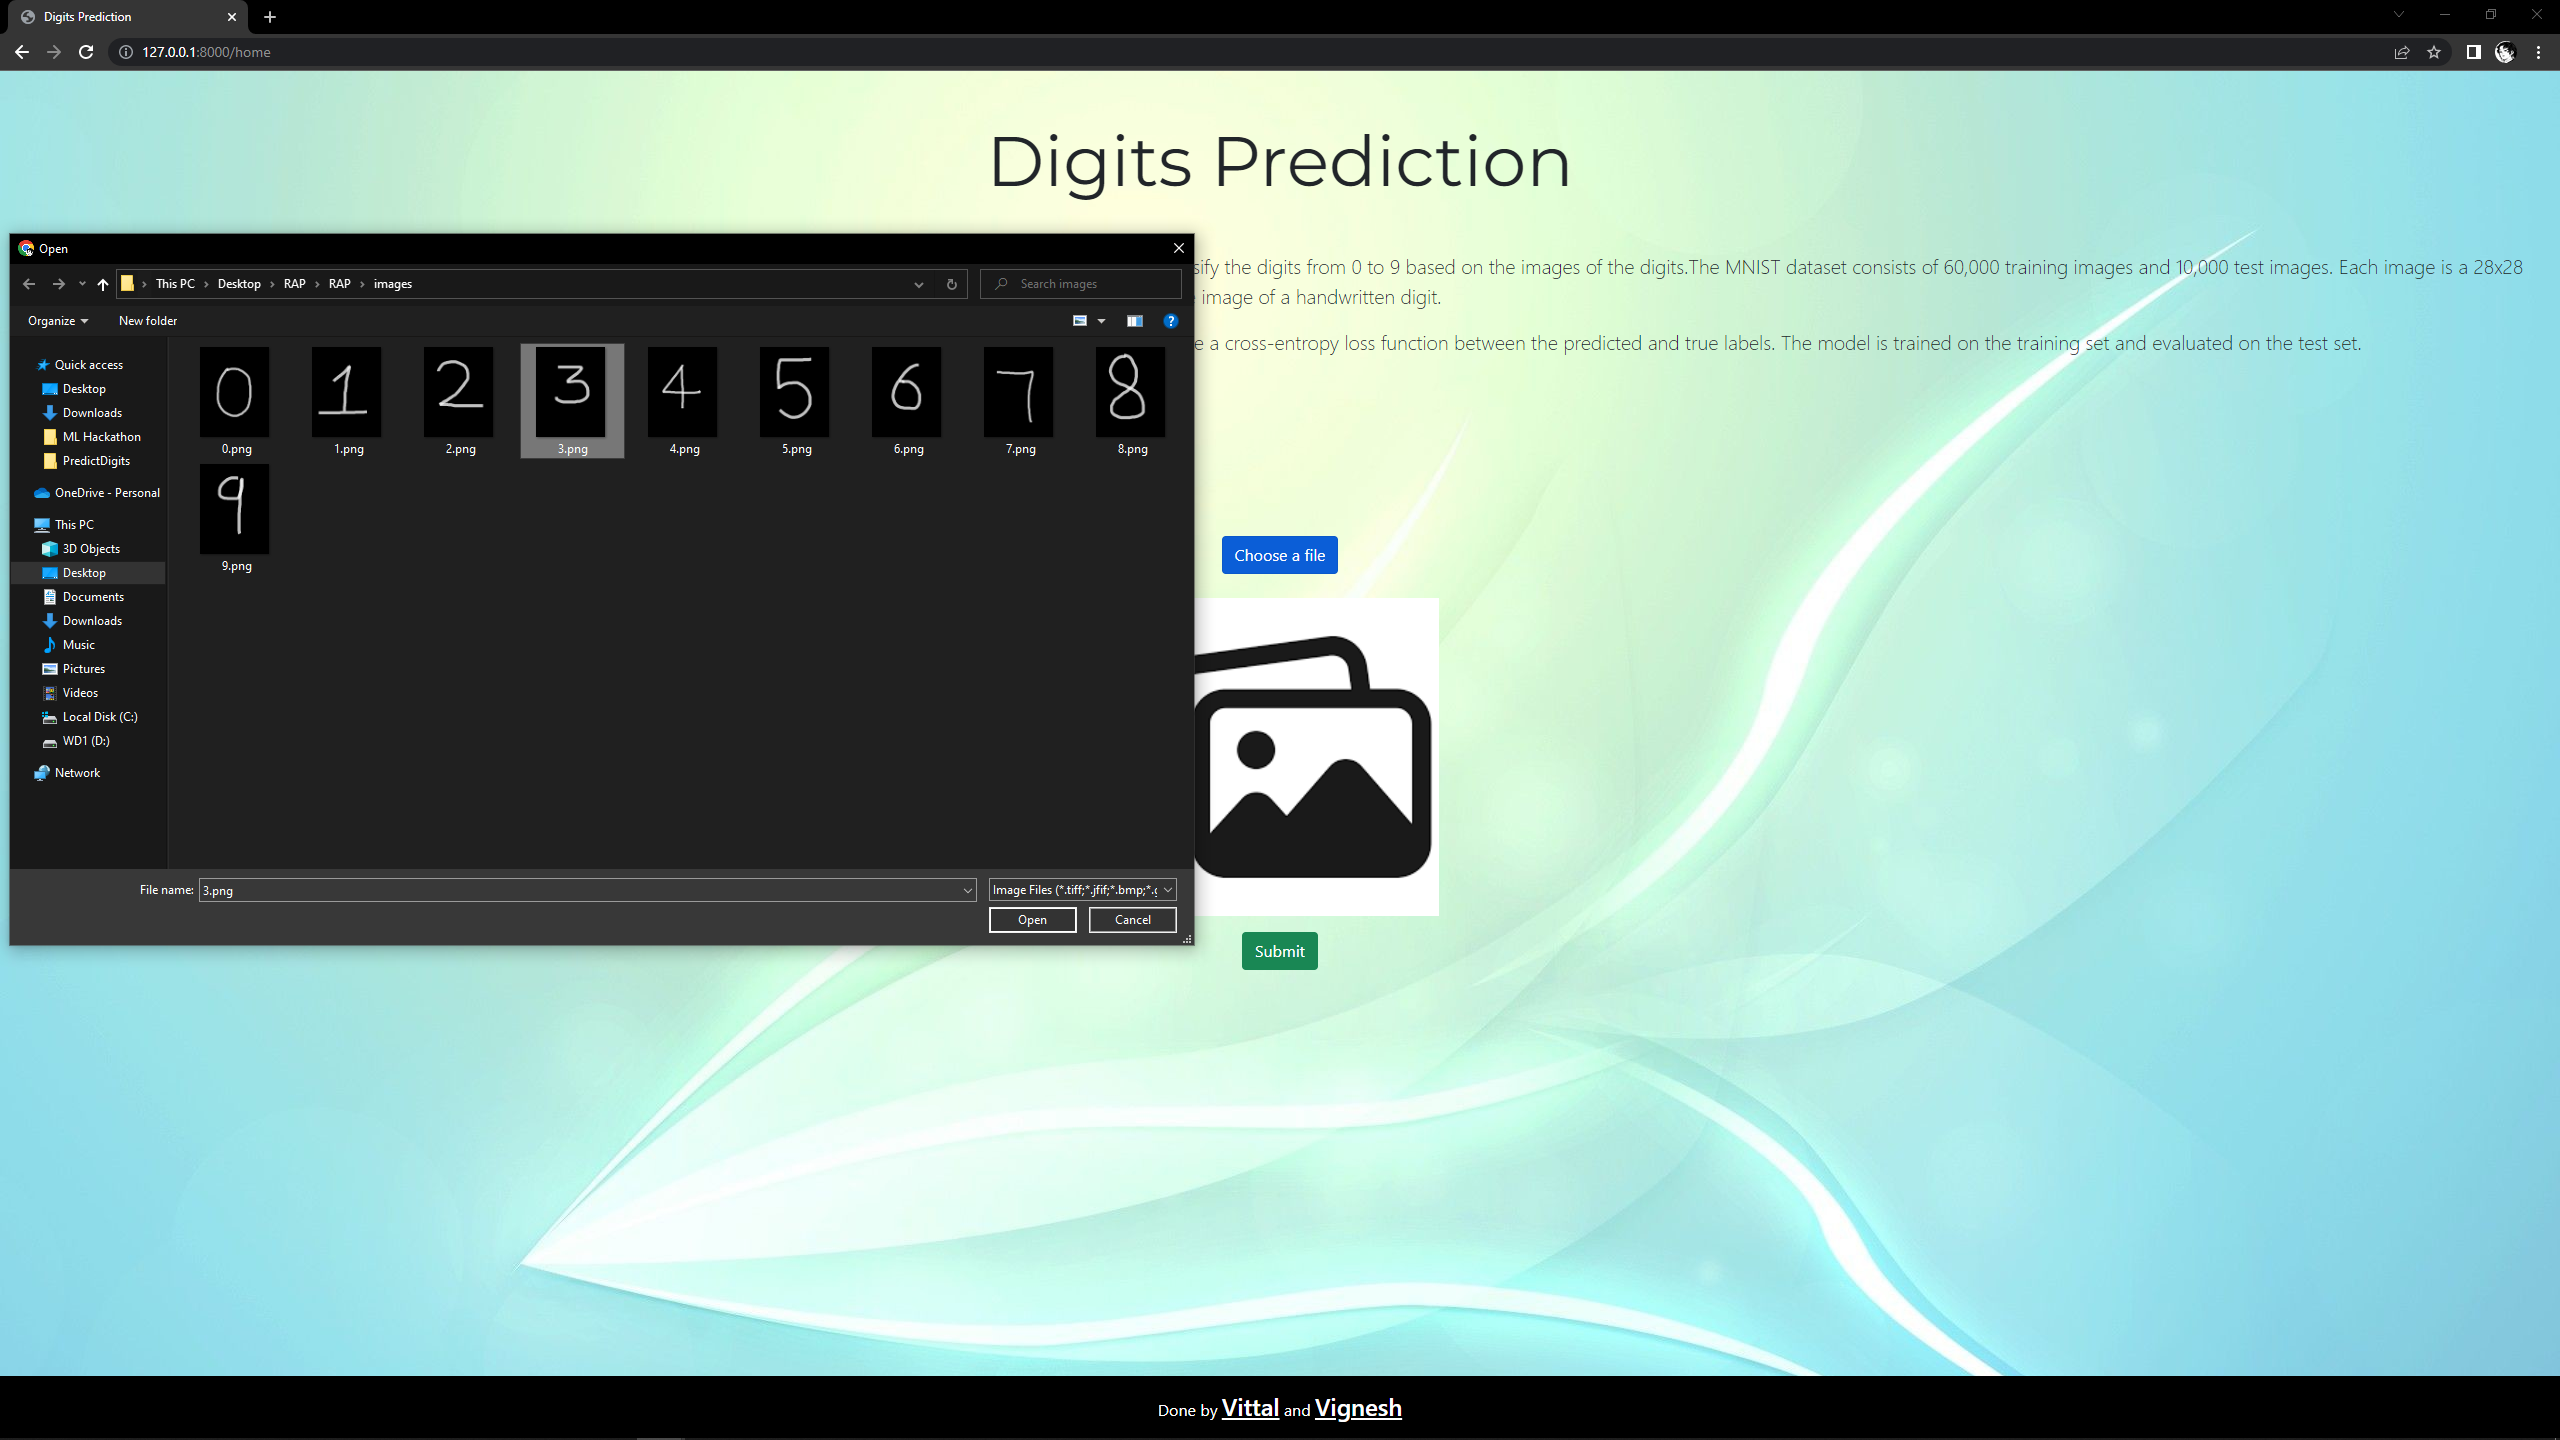 Digits Prediction
127.0.0.1:8000/home
Digits Prediction
sify the digits from 0 to 9 based on the images of the digits.The MNIST dataset consists of 60,000 training images and 10,000 test images. Each image is a 28x28
image of a handwritten digit.
e a cross-entropy loss function between the predicted and true labels. The model is trained on the training set and evaluated on the test set.
Open
This PC > Desktop > RAP > RAP > images
Search images
Organize
New folder
Quick access
Desktop
Downloads
ML Hackathon
PredictDigits
OneDrive - Personal
This PC
3D Objects
Desktop
Documents
Downloads
Music
Pictures
Videos
Local Disk (C:)
WD1 (D:)
Network
0 1 2 3 4 5 6 7 8
0.png 1.png 2.png 3.png 4.png 5.png 6.png 7.png 8.png
9
9.png
File name: 3.png
Image Files (*.tiff;*.jfif;*.bmp;*.g
Open
Cancel
Choose a file
Submit
Done by Vittal and Vignesh